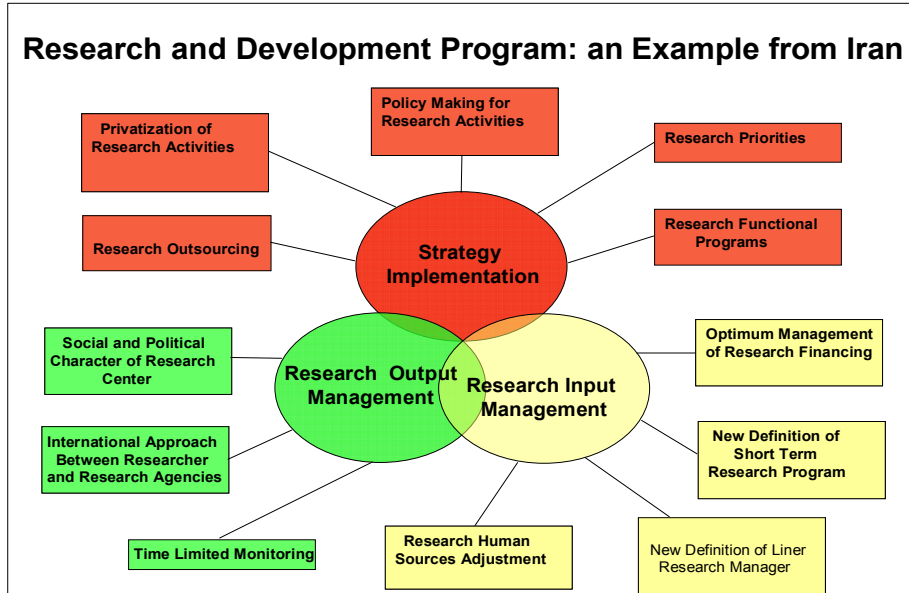 Research and Development Program: an Example from Iran
Policy Making for
Research Activities
Privatization of
Research Activities
Research Priorities
Research Outsourcing
Research Functional
Programs
Strategy
Implementation
Social and Political
Character of Research
Center
Optimum Management
of Research Financing
Research Output
Management
Research Input
Management
International Approach
Between Researcher
and Research Agencies
New Definition of
Short Term
Research Program
Time Limited Monitoring
Research Human
Sources Adjustment
New Definition of Liner
Research Manager